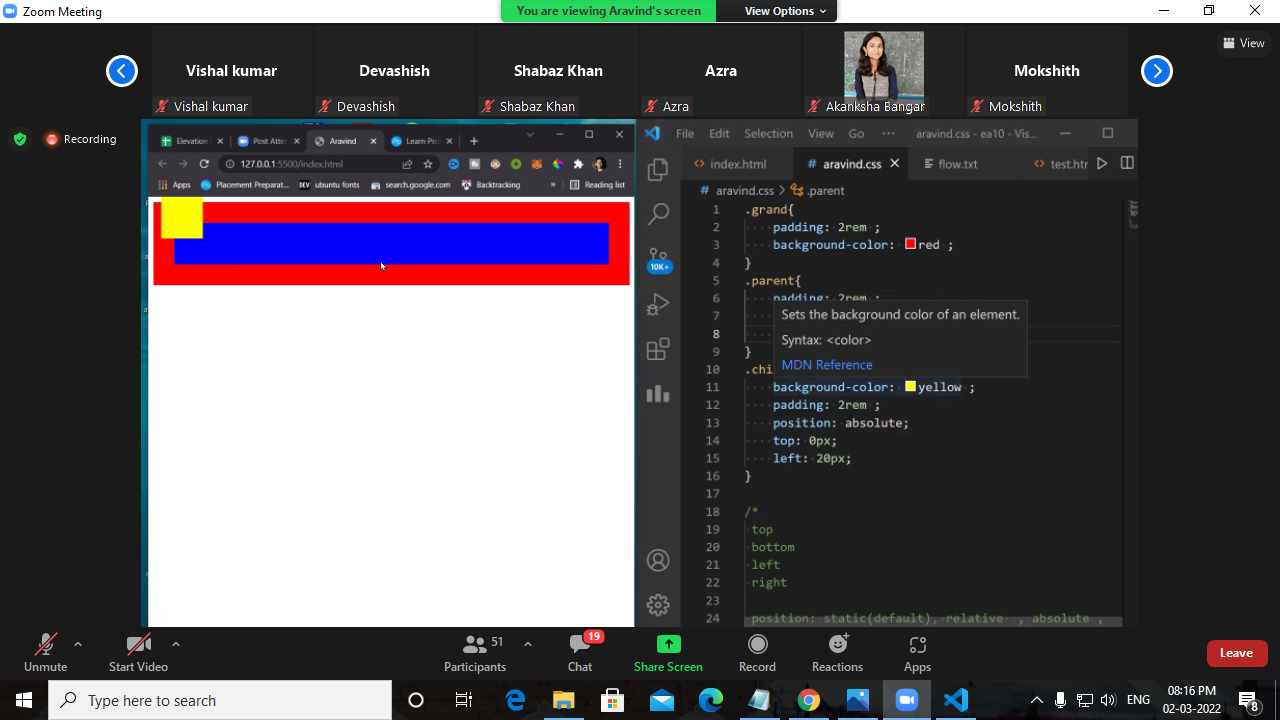 Zoom Meeting
You are viewing Aravind's screen
View Options
Vishal kumar
Devashish
Shabaz Khan
Azra
Mokshith
View
Vishal kumar
Devashish
Shabaz Khan
Azra
Akanksha Bangar
Mokshith
Recording
Elevation
Post Atte
Aravind
Learn Pro
127.0.0.1:5500/index.html
Apps
Placement Preparat...
DEV
ubuntu fonts
search.google.com
Backtracking
»
Reading list
File
Edit
Selection
View
Go
···
aravind.css - ea10 - Vis...
index.html
# aravind.css
flow.txt
test.htr
# aravind.css > .parent
10K+
1 .grand{
2 padding: 2rem ;
3 background-color: red ;
4 }
5 .parent{
6 padding: 2rem ;
7
8
9 }
10 .chi
Sets the background color of an element.
Syntax: <color>
MDN Reference
11 background-color: yellow ;
12 padding: 2rem ;
13 position: absolute;
14 top: 0px;
15 left: 20px;
16 }
17
18 /*
19 top
20 bottom
21 left
22 right
23
24 position: static(default), relative , absolute ,
Unmute
Start Video
Participants
51
Chat
19
Share Screen
Record
Reactions
Apps
Leave
Type here to search
ENG
08:16 PM
02-03-2022
8